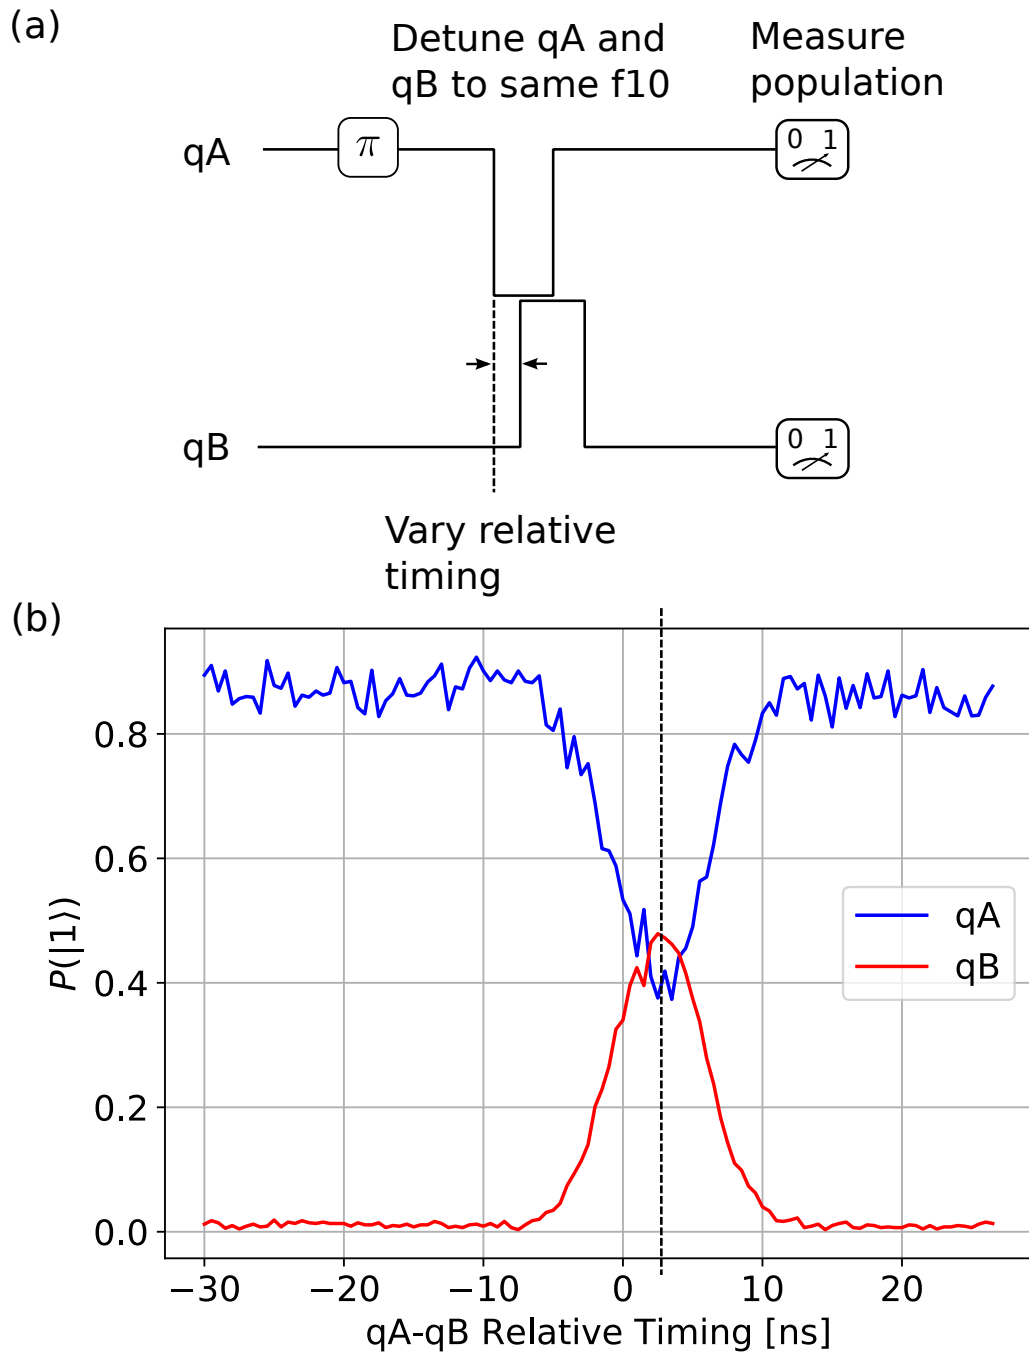 (a)
Detune qA and
qB to same f10
Measure
population
qA
π
0 1
qB
0 1
Vary relative
timing
(b)
0.8
0.6
0.4
0.2
0.0
P(|1⟩)
qA
qB
−30 −20 −10 0 10 20
qA-qB Relative Timing [ns]